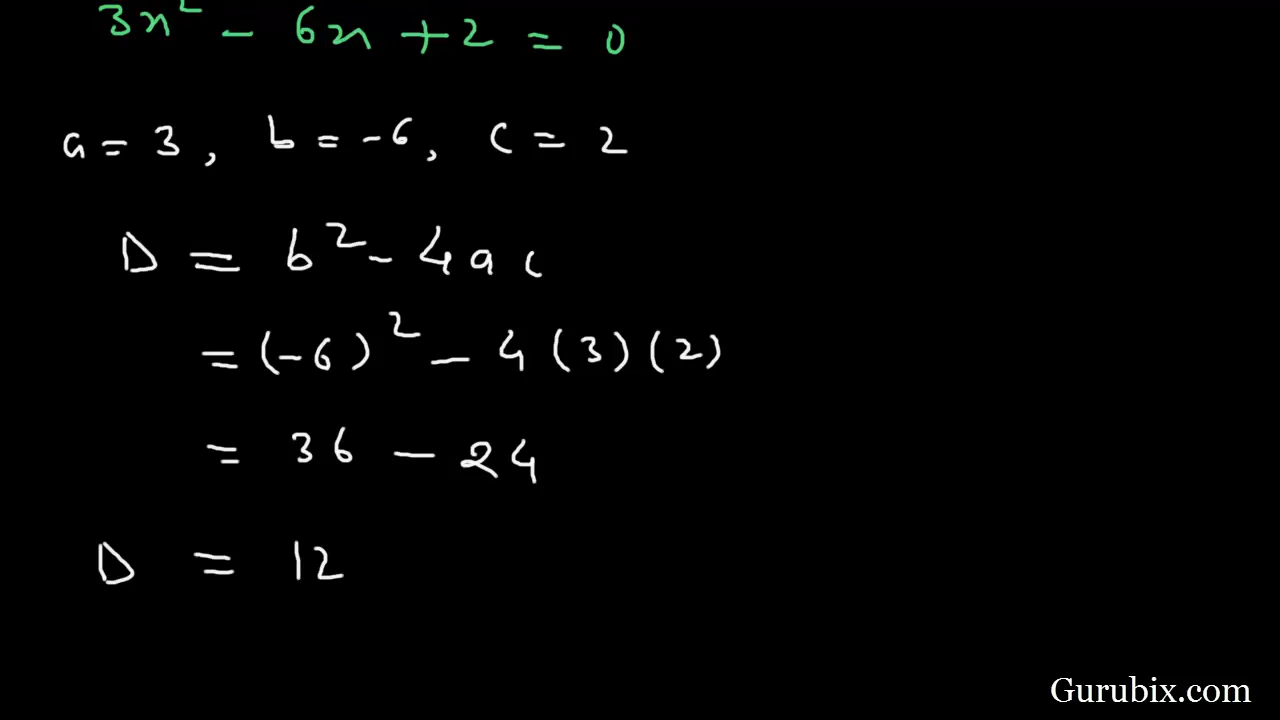 3x² - 6x + 2 = 0
a = 3, b = -6, c = 2
D = b² - 4ac
= (-6)² - 4(3)(2)
= 36 - 24
D = 12
Gurubix.com